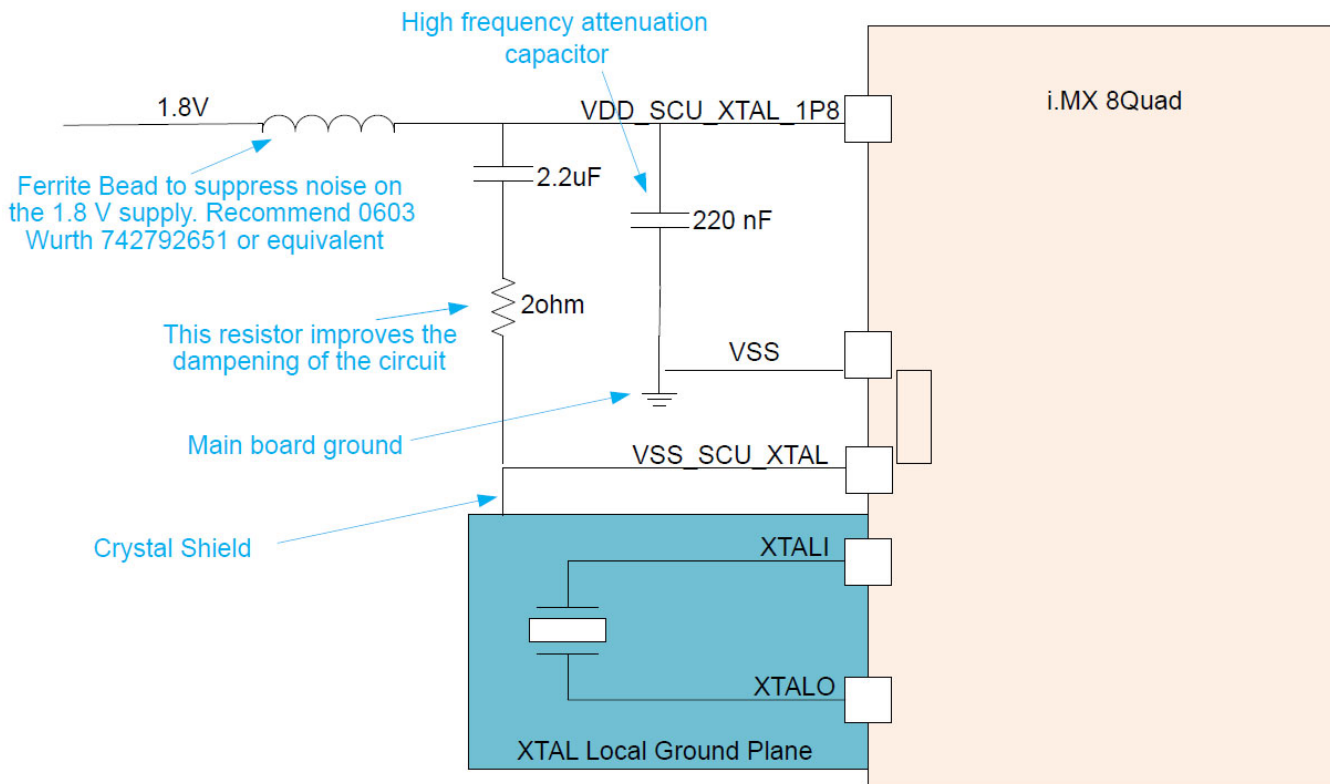 High frequency attenuation
capacitor
i.MX 8Quad
1.8V
VDD_SCU_XTAL_1P8
2.2uF
Ferrite Bead to suppress noise on
the 1.8 V supply. Recommend 0603
Wurth 742792651 or equivalent
220 nF
2ohm
This resistor improves the
dampening of the circuit
VSS
Main board ground
VSS_SCU_XTAL
Crystal Shield
XTALI
XTALO
XTAL Local Ground Plane